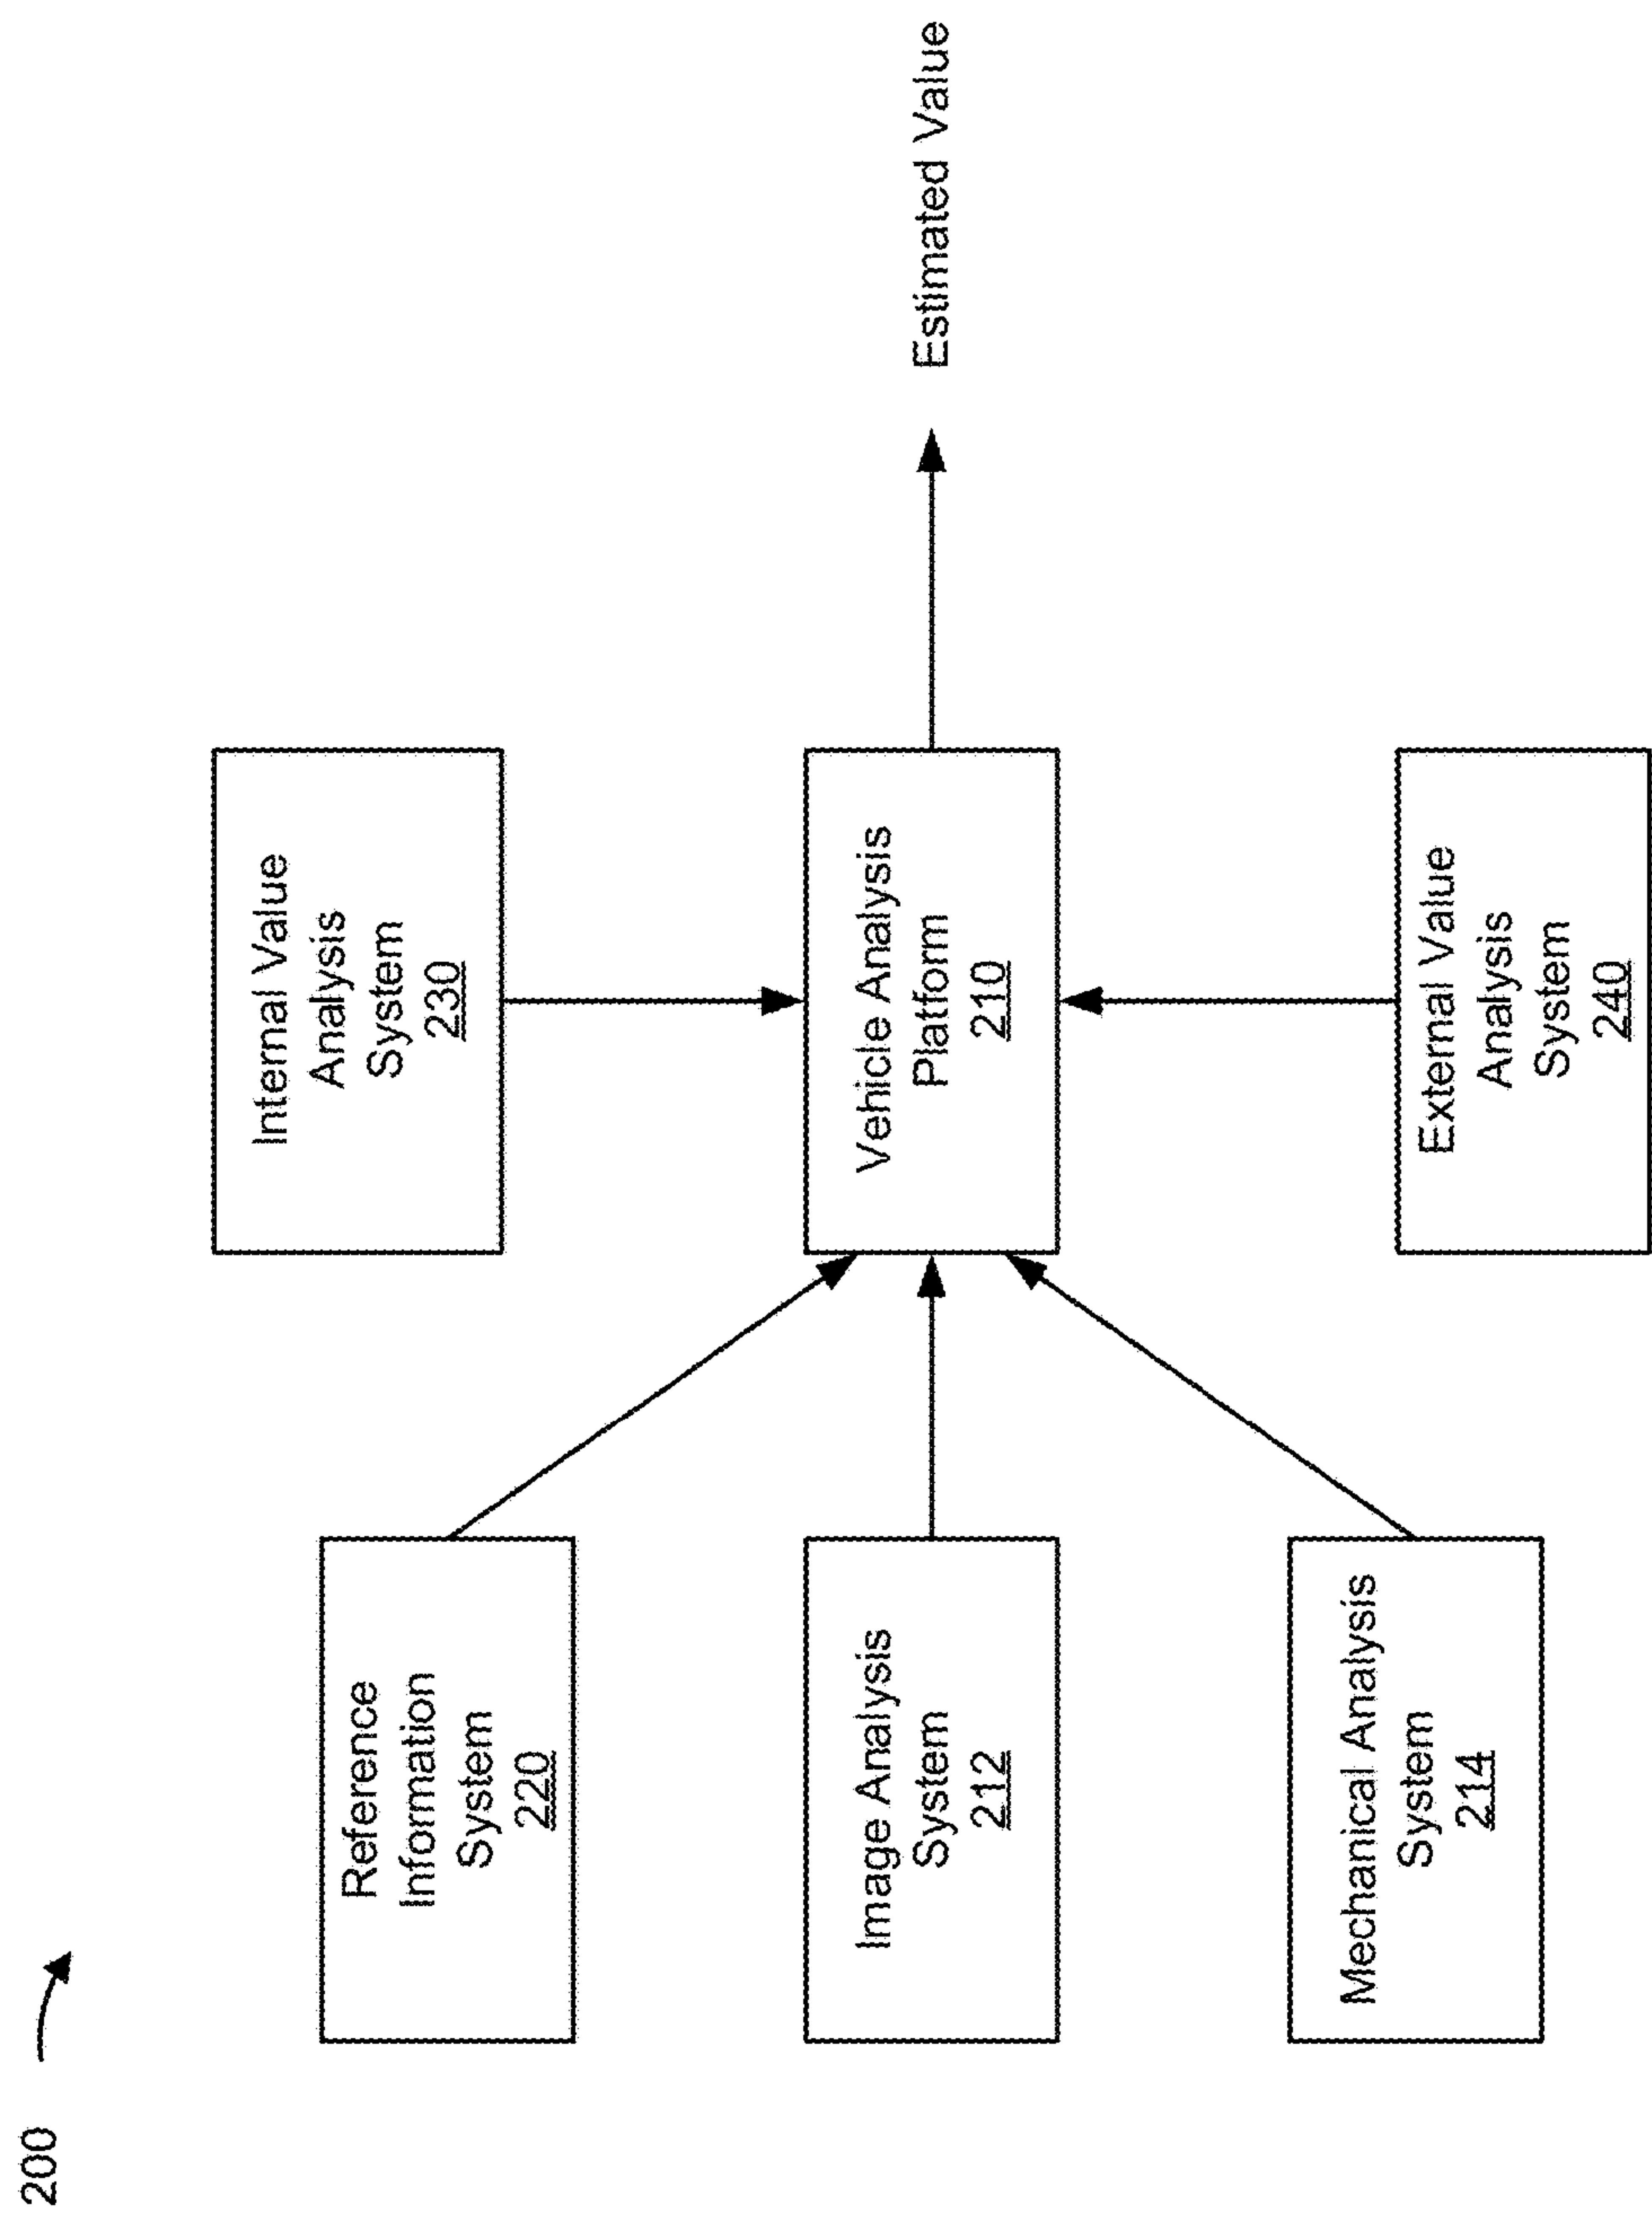 200
Internal Value
Analysis
System
230
Reference
Information
System
220
Image Analysis
System
212
Vehicle Analysis
Platform
210
Estimated Value
Mechanical Analysis
System
214
External Value
Analysis
System
240